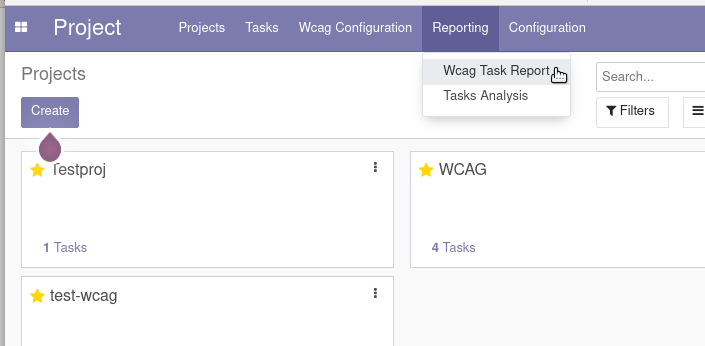 Project Projects Tasks Wcag Configuration Reporting Configuration
Wcag Task Report
Tasks Analysis
Projects
Search...
Create
Filters
Testproj
1 Tasks
WCAG
4 Tasks
test-wcag